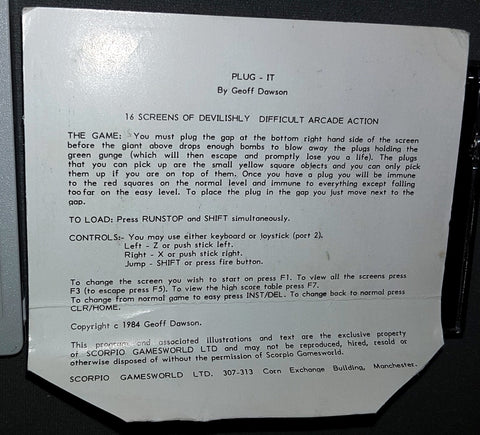 PLUG - IT
By Geoff Dawson
16 SCREENS OF DEVILISHLY DIFFICULT ARCADE ACTION
THE GAME: You must plug the gap at the bottom right hand side of the screen
before the giant above drops enough bombs to blow away the plugs holding the
green gunge (which will then escape and promptly lose you a life). The plugs
that you can pick up are the small yellow square objects and you can only pick
them up if you are on top of them. Once you have a plug you will be immune
to the red squares on the normal level and immune to everything except falling
too far on the easy level. To place the plug in the gap you just move next to the
gap.
TO LOAD: Press RUNSTOP and SHIFT simultaneously.
CONTROLS:- You may use either keyboard or joystick (port 2).
Left - Z or push stick left.
Right - X or push stick right.
Jump - SHIFT or press fire button.
To change the screen you wish to start on press F1. To view all the screens press
F3 (to escape press F5). To view the high score table press F7.
To change from normal game to easy press INST/DEL. To change back to normal press
CLR/HOME.
Copyright c 1984 Geoff Dawson.
This program and associated illustrations and text are the exclusive property
of SCORPIO GAMESWORLD LTD and may not be reproduced, hired, resold or
otherwise disposed of without the permission of Scorpio Gamesworld.
SCORPIO GAMESWORLD LTD. 307-313 Corn Exchange Building, Manchester.